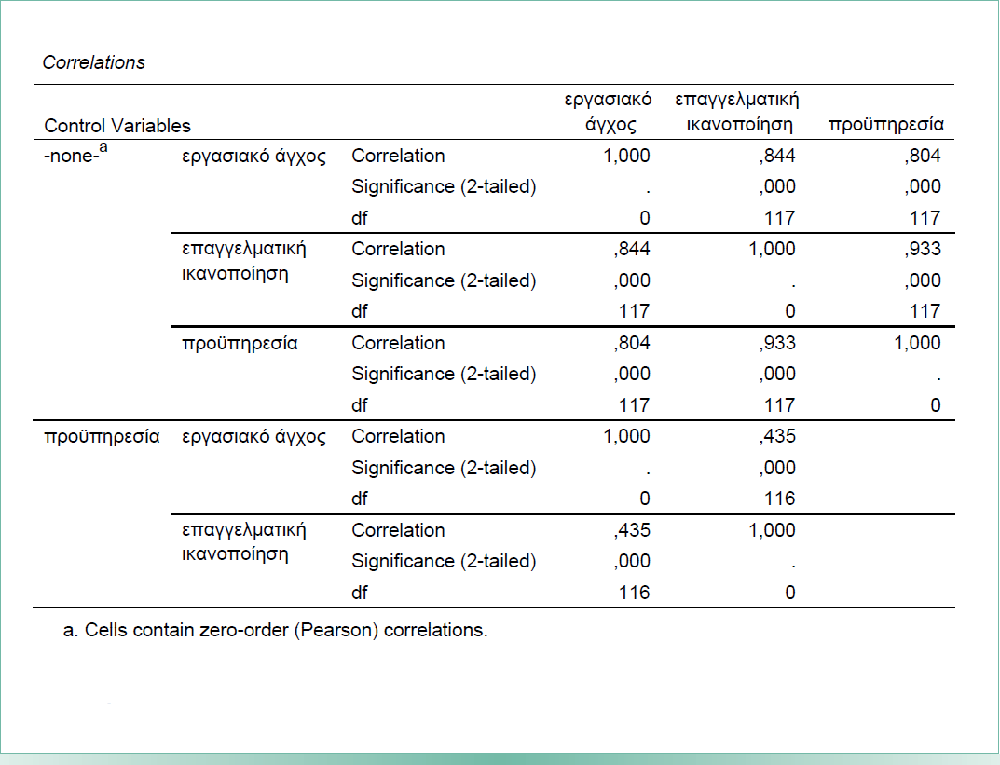 Correlations
εργασιακό επαγγελματική
Control Variables άγχος ικανοποίηση προϋπηρεσία
-none-a εργασιακό άγχος Correlation 1,000 ,844 ,804
Significance (2-tailed) . ,000 ,000
df 0 117 117
επαγγελματική Correlation ,844 1,000 ,933
ικανοποίηση Significance (2-tailed) ,000 . ,000
df 117 0 117
προϋπηρεσία Correlation ,804 ,933 1,000
Significance (2-tailed) ,000 ,000 .
df 117 117 0
προϋπηρεσία εργασιακό άγχος Correlation 1,000 ,435
Significance (2-tailed) . ,000
df 0 116
επαγγελματική Correlation ,435 1,000
ικανοποίηση Significance (2-tailed) ,000 .
df 116 0
a. Cells contain zero-order (Pearson) correlations.